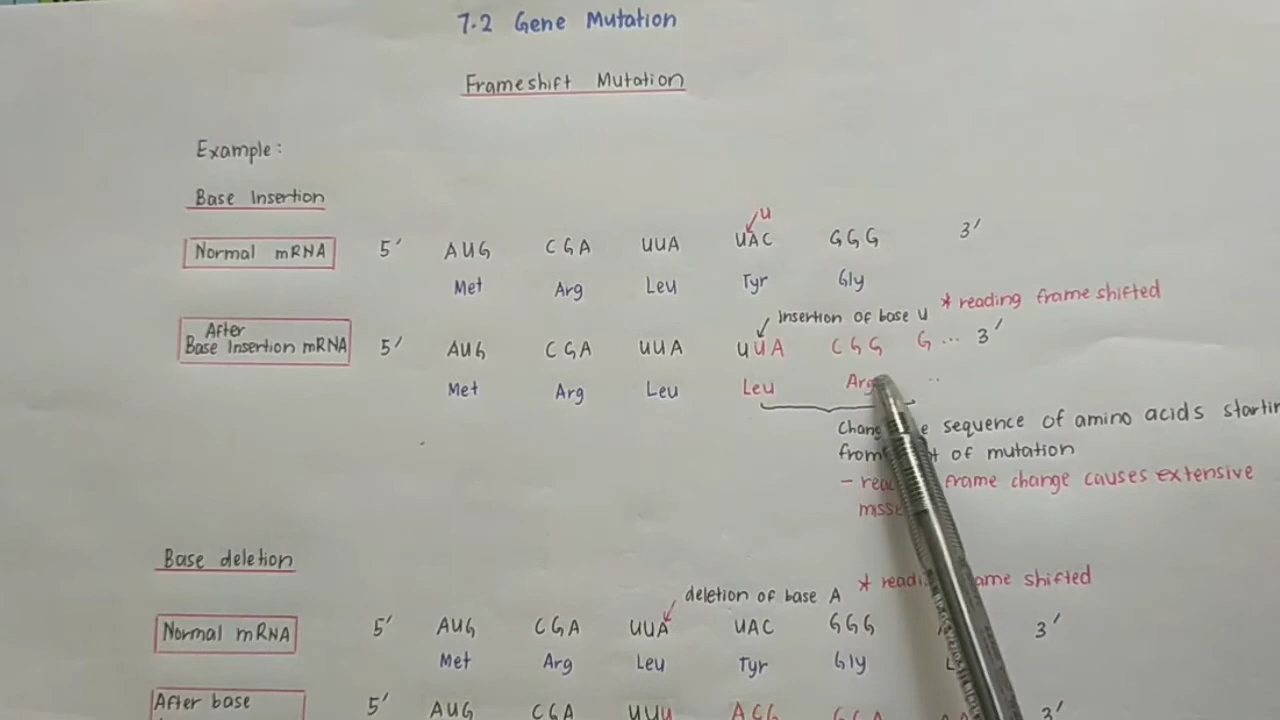 7.2 Gene Mutation
Frameshift Mutation
Example:
Base Insertion
U
Normal mRNA 5' AUG CGA UUA UAC GGG 3'
Met Arg Leu Tyr Gly
Insertion of base U * reading frame shifted
After
Base Insertion mRNA 5' AUG CGA UUA UUA CGG G... 3'
Met Arg Leu Leu Arg ..
sequence of amino acids
of mutation
- frame change causes extensive
Base deletion
deletion of base A * shifted
Normal mRNA 5' AUG CGA UUA UAC GGG 3'
Met Arg Leu Tyr Gly
After base 5' AUG CGA UUU ACG 3'